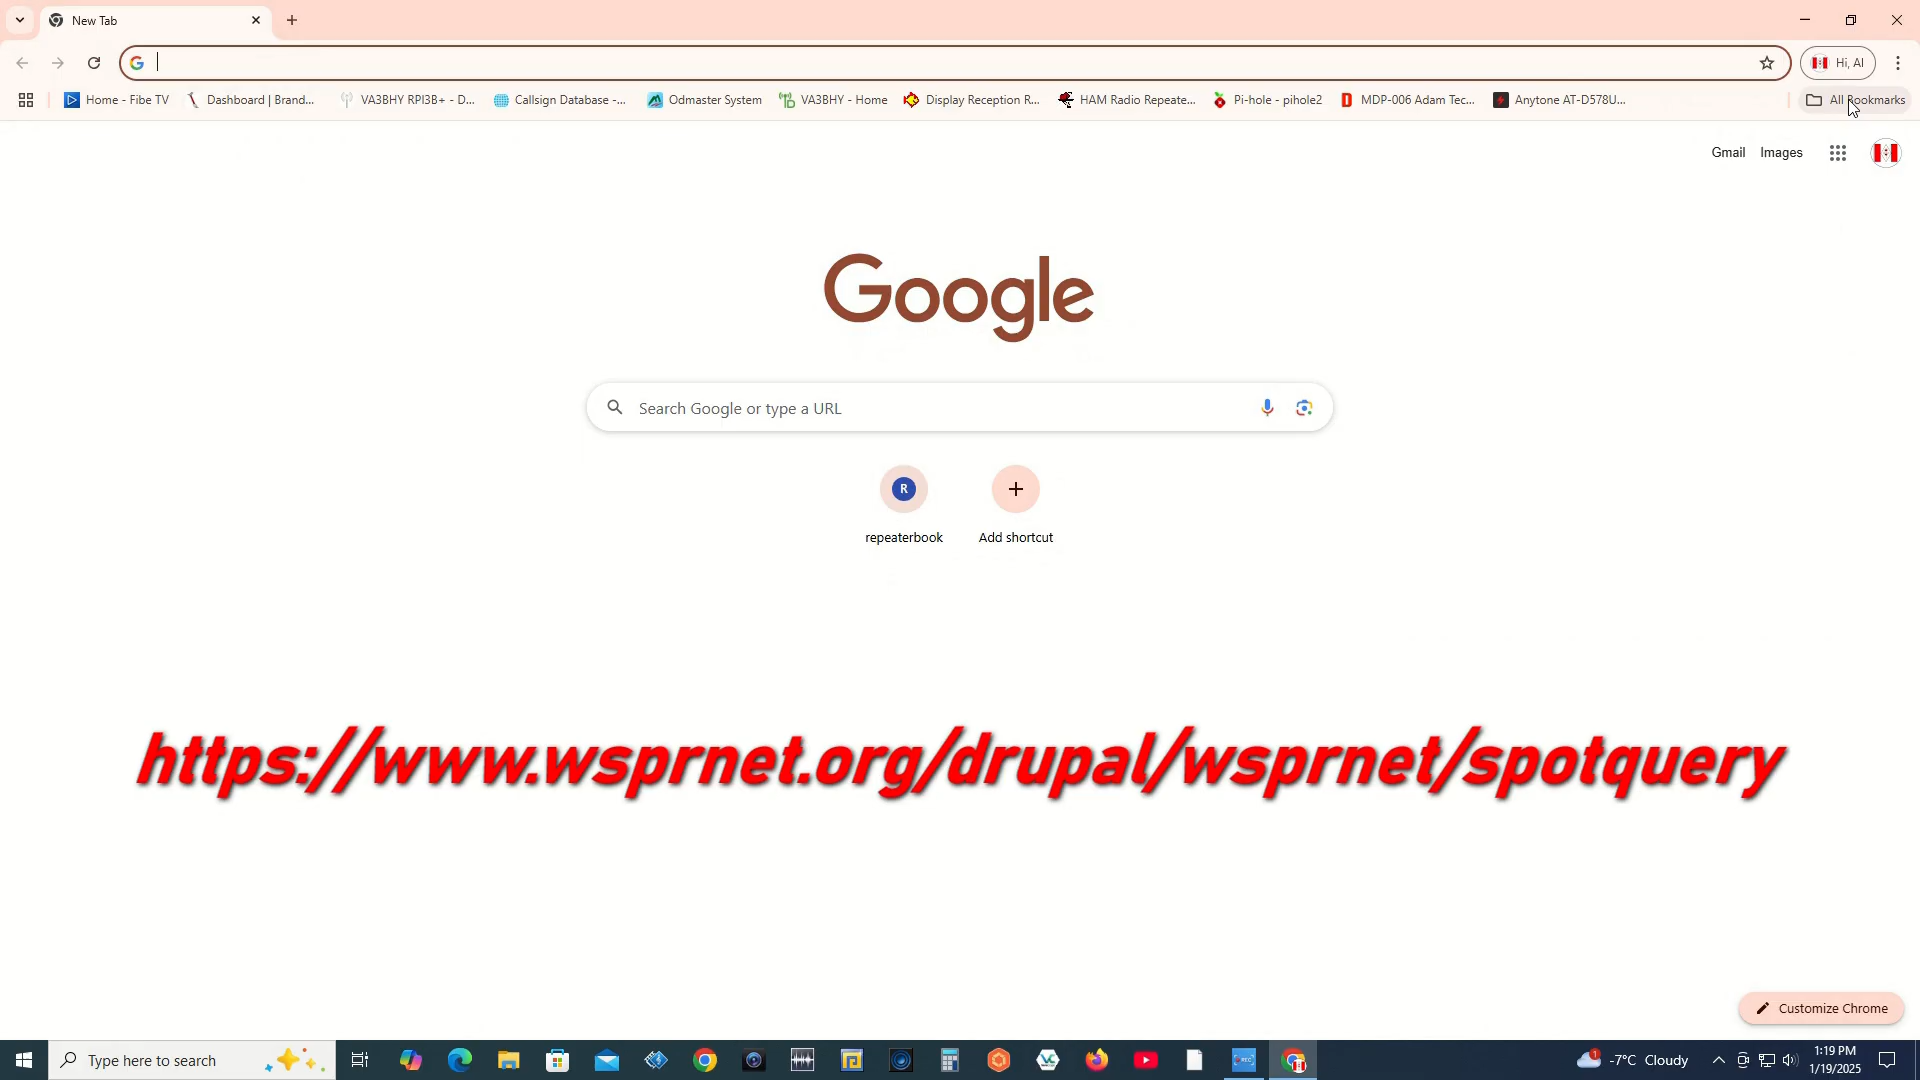 New Tab
Hi, Al
Home - Fibe TV
Dashboard | Brand...
VA3BHY RPI3B+ - D...
Callsign Database -...
Odmaster System
VA3BHY - Home
Display Reception R...
HAM Radio Repeate...
Pi-hole - pihole2
MDP-006 Adam Tec...
Anytone AT-D578U...
All Bookmarks
Gmail
Images
Google
Search Google or type a URL
R
repeaterbook
Add shortcut
https://www.wsprnet.org/drupal/wsprnet/spotquery
Customize Chrome
Type here to search
-7°C Cloudy
1:19 PM
1/19/2025